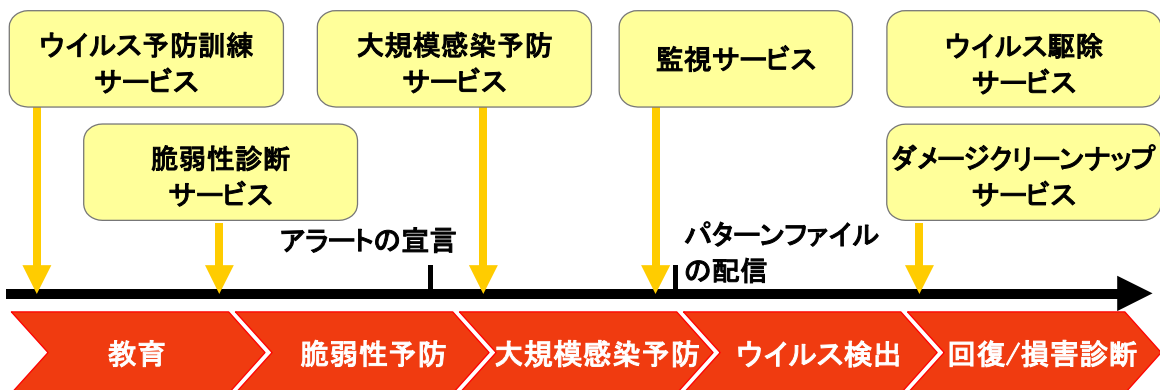 ウイルス予防訓練
サービス
大規模感染予防
サービス
監視サービス
ウイルス駆除
サービス
脆弱性診断
サービス
ダメージクリーンナップ
サービス
アラートの宣言
パターンファイル
の配信
教育
脆弱性予防
大規模感染予防
ウイルス検出
回復/損害診断